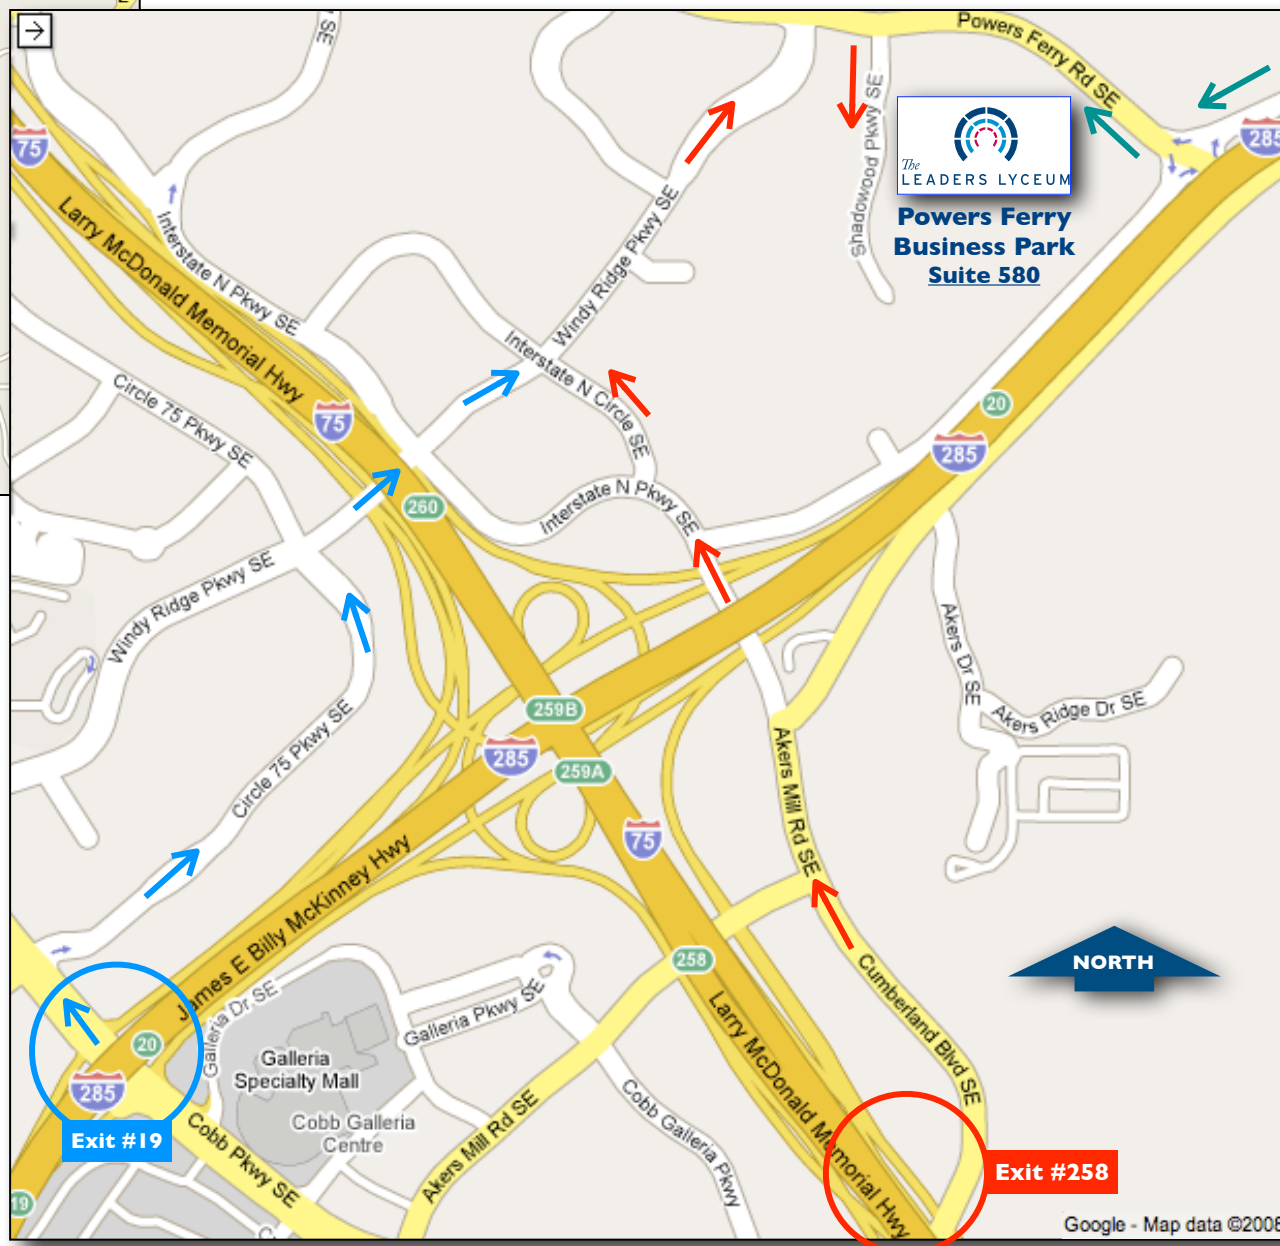 SE
Powers Ferry Rd SE
285
75
Shadowood Pkwy SE
The
LEADERS LYCEUM
Powers Ferry
Business Park
Suite 580
Larry McDonald Memorial Hwy
Interstate N Pkwy SE
Windy Ridge Pkwy SE
Interstate N Circle SE
Circle 75 Pkwy SE
75
20
285
260
Interstate N Pkwy SE
Windy Ridge Pkwy SE
Akers Dr SE
Akers Ridge Dr SE
259B
285
259A
Circle 75 Pkwy SE
Akers Mill Rd SE
75
James E Billy McKinney Hwy
258
NORTH
Cumberland Blvd SE
Galleria Dr SE
Galleria Pkwy SE
Larry McDonald Memorial Hwy
20
Galleria
Specialty Mall
285
Cobb Galleria
Centre
Exit #19
Cobb Pkwy SE
Akers Mill Rd SE
Cobb Galleria Pkwy
Exit #258
19
C
Google - Map data ©2008